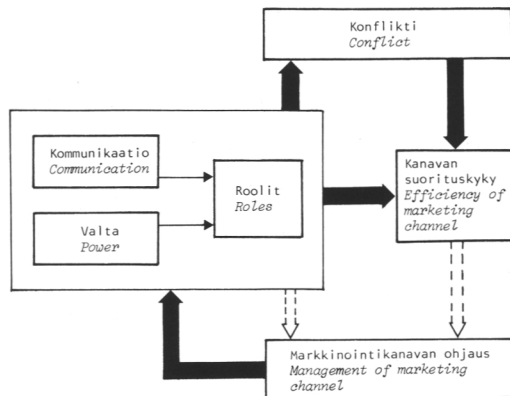 Konflikti
Conflict
Kommunikaatio
Communication
Valta
Power
Roolit
Roles
Kanavan
suorituskyky
Efficiency of
marketing
channel
Markkinointikanavan ohjaus
Management of marketing
channel